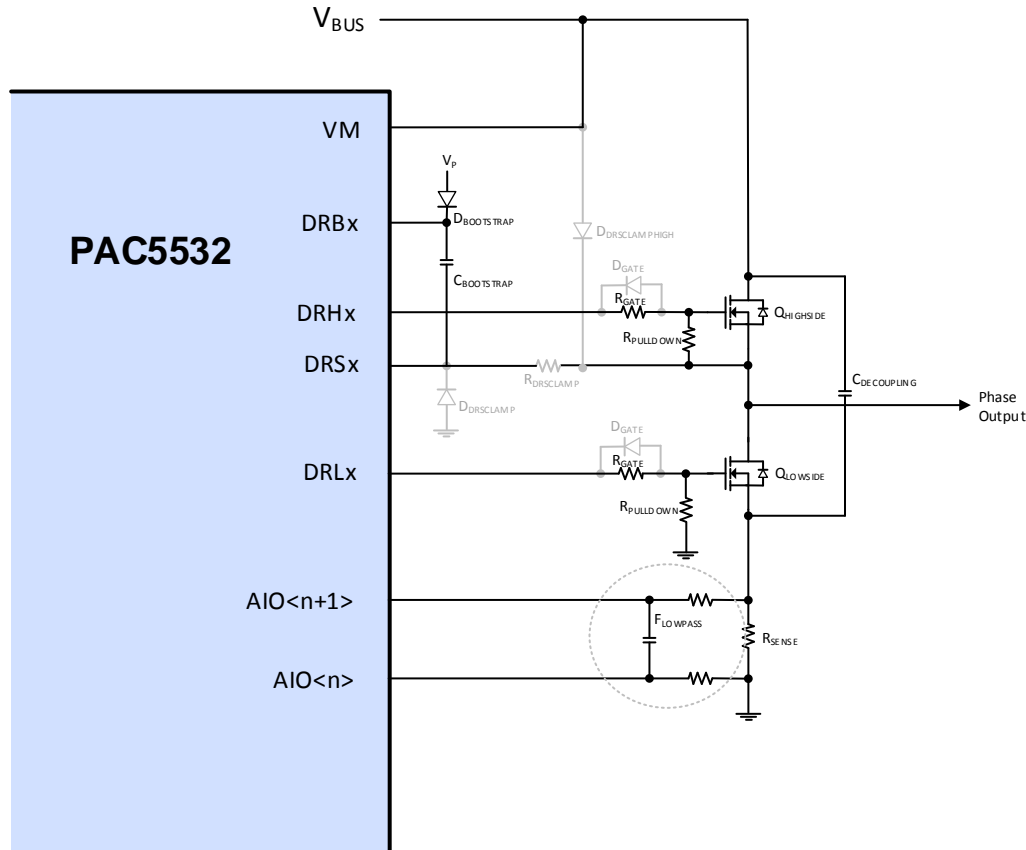 VBUS
VM
VP
DBOOTSTRAP
DRBx
PAC5532
CBOOTSTRAP
DDRSCLAMPHIGH
DGATE
RGATE
DRHx
QHIGHSIDE
RPULLDOWN
DRSx
RDRSCLAMP
CDECOUPLING
DDRSCLAMP
Phase
Output
DGATE
RGATE
DRLx
QLOWSIDE
RPULLDOWN
AIO<n+1>
FLOWPASS
RSENSE
AIO<n>